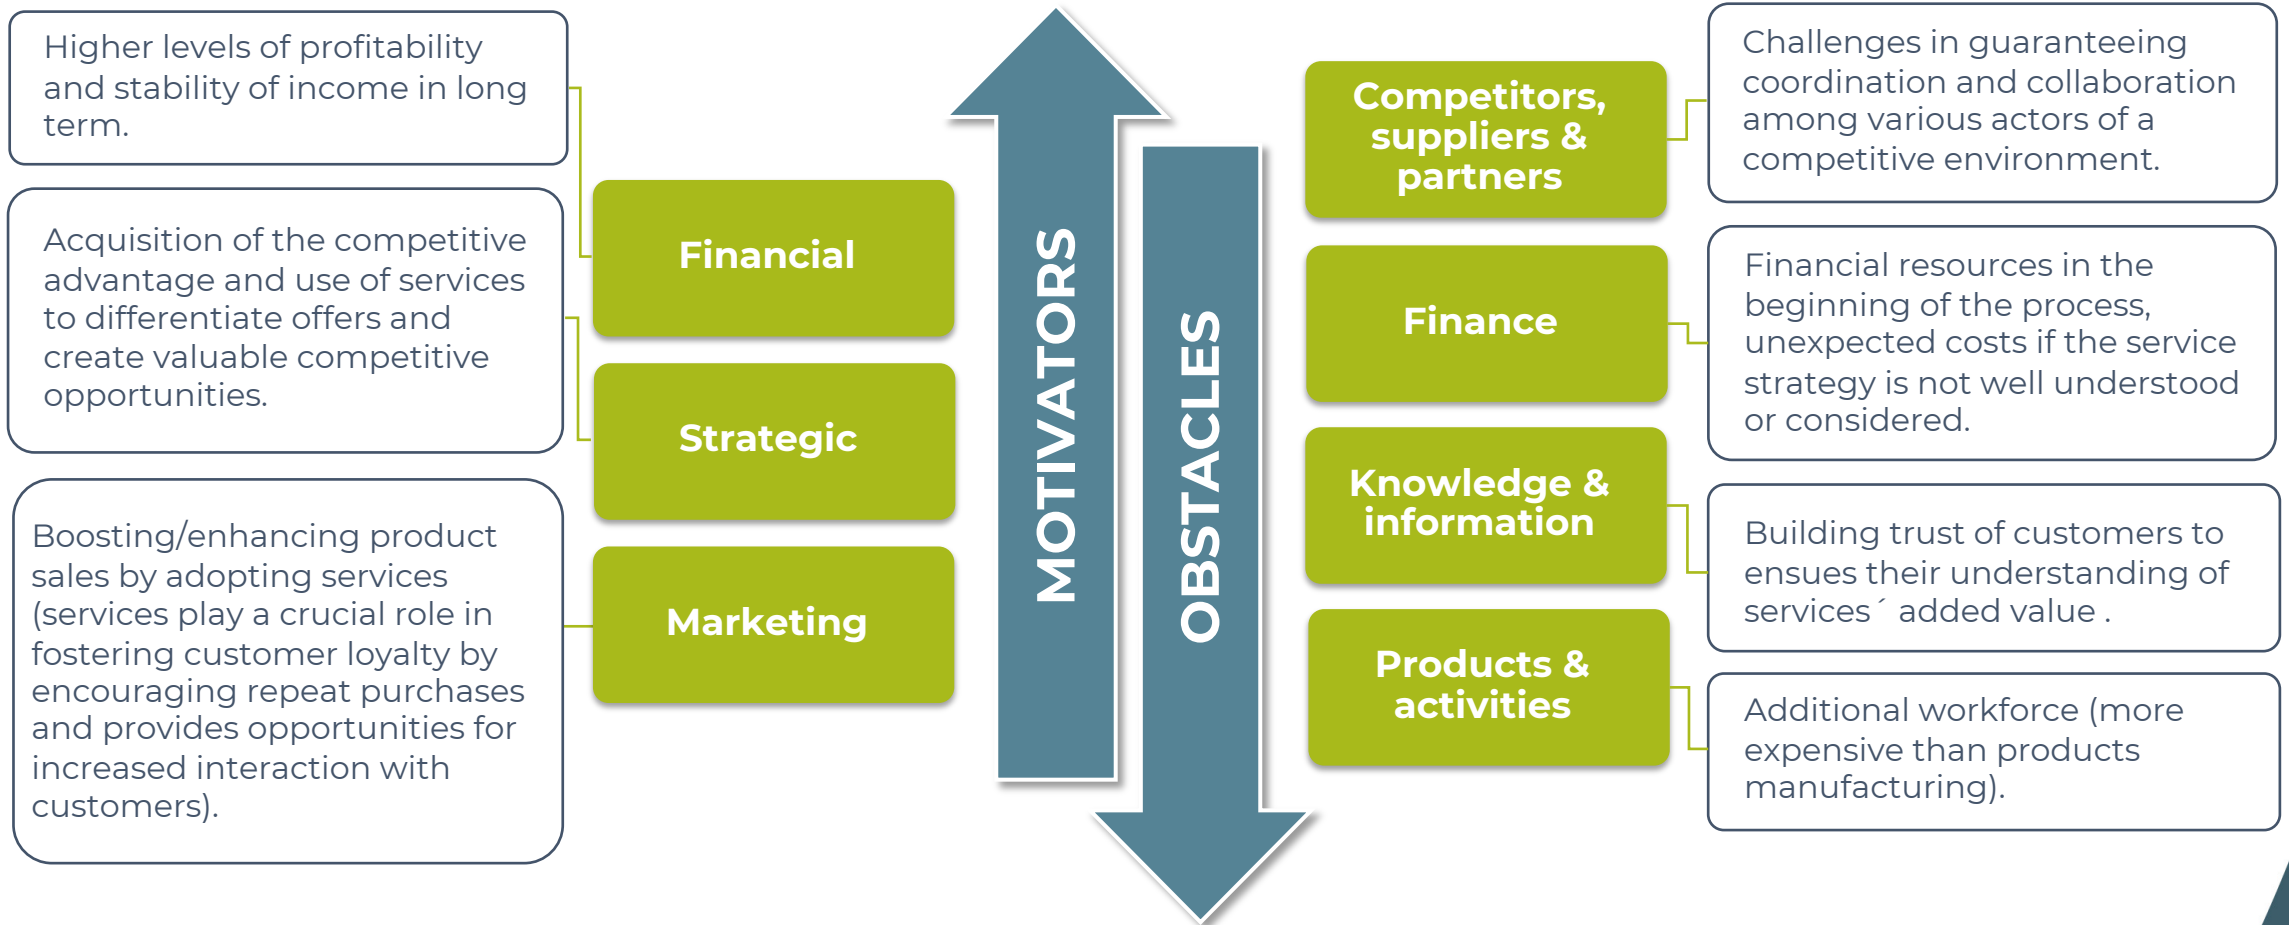 Higher levels of profitability
and stability of income in long
term.
Acquisition of the competitive
advantage and use of services
to differentiate offers and
create valuable competitive
opportunities.
Boosting/enhancing product
sales by adopting services
(services play a crucial role in
fostering customer loyalty by
encouraging repeat purchases
and provides opportunities for
increased interaction with
customers).
Financial
Strategic
Marketing
MOTIVATORS
OBSTACLES
Competitors,
suppliers &
partners
Finance
Knowledge &
information
Products &
activities
Challenges in guaranteeing
coordination and collaboration
among various actors of a
competitive environment.
Financial resources in the
beginning of the process,
unexpected costs if the service
strategy is not well understood
or considered.
Building trust of customers to
ensues their understanding of
services´ added value .
Additional workforce (more
expensive than products
manufacturing).